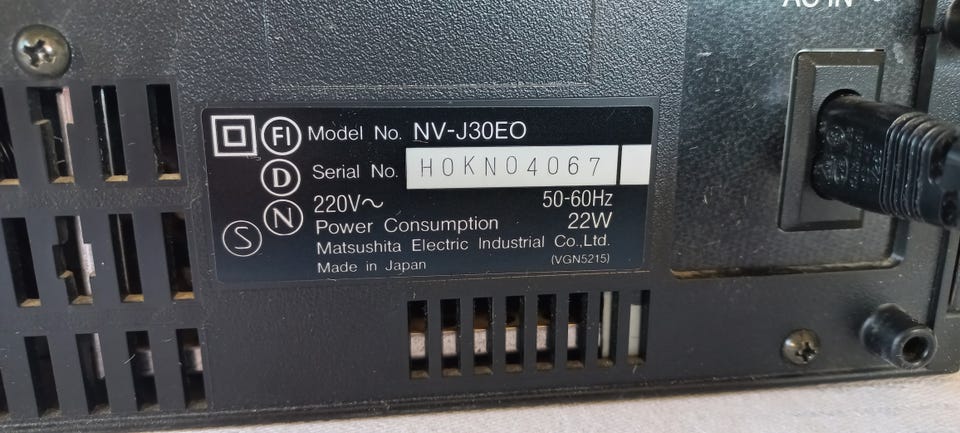 AC IN ~
FI Model No. NV-J30EO
D Serial No. H0KN04067
N 220V~ 50-60Hz
S Power Consumption 22W
Matsushita Electric Industrial Co.,Ltd.
Made in Japan (VGN5215)